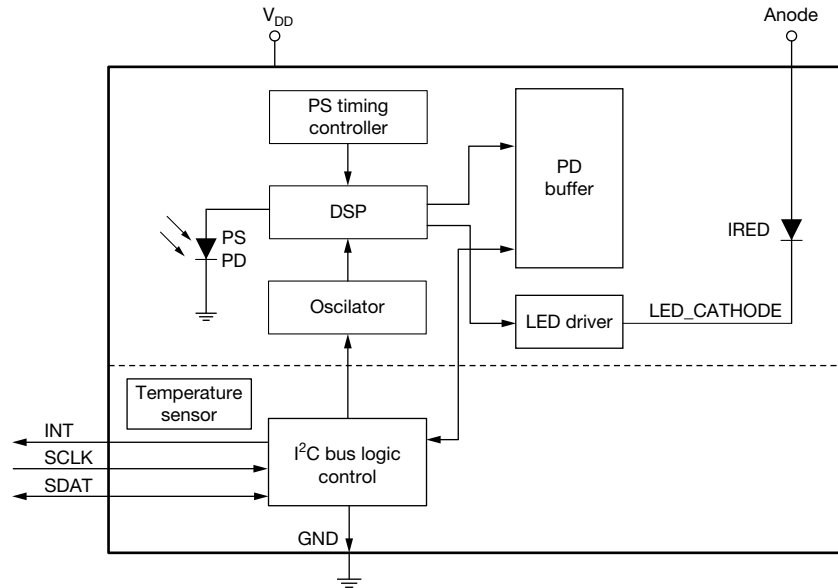 V_DD
Anode
PS timing
controller
PD
buffer
DSP
PS
PD
IRED
Oscilator
LED driver
LED_CATHODE
Temperature
sensor
INT
SCLK
SDAT
I²C bus logic
control
GND